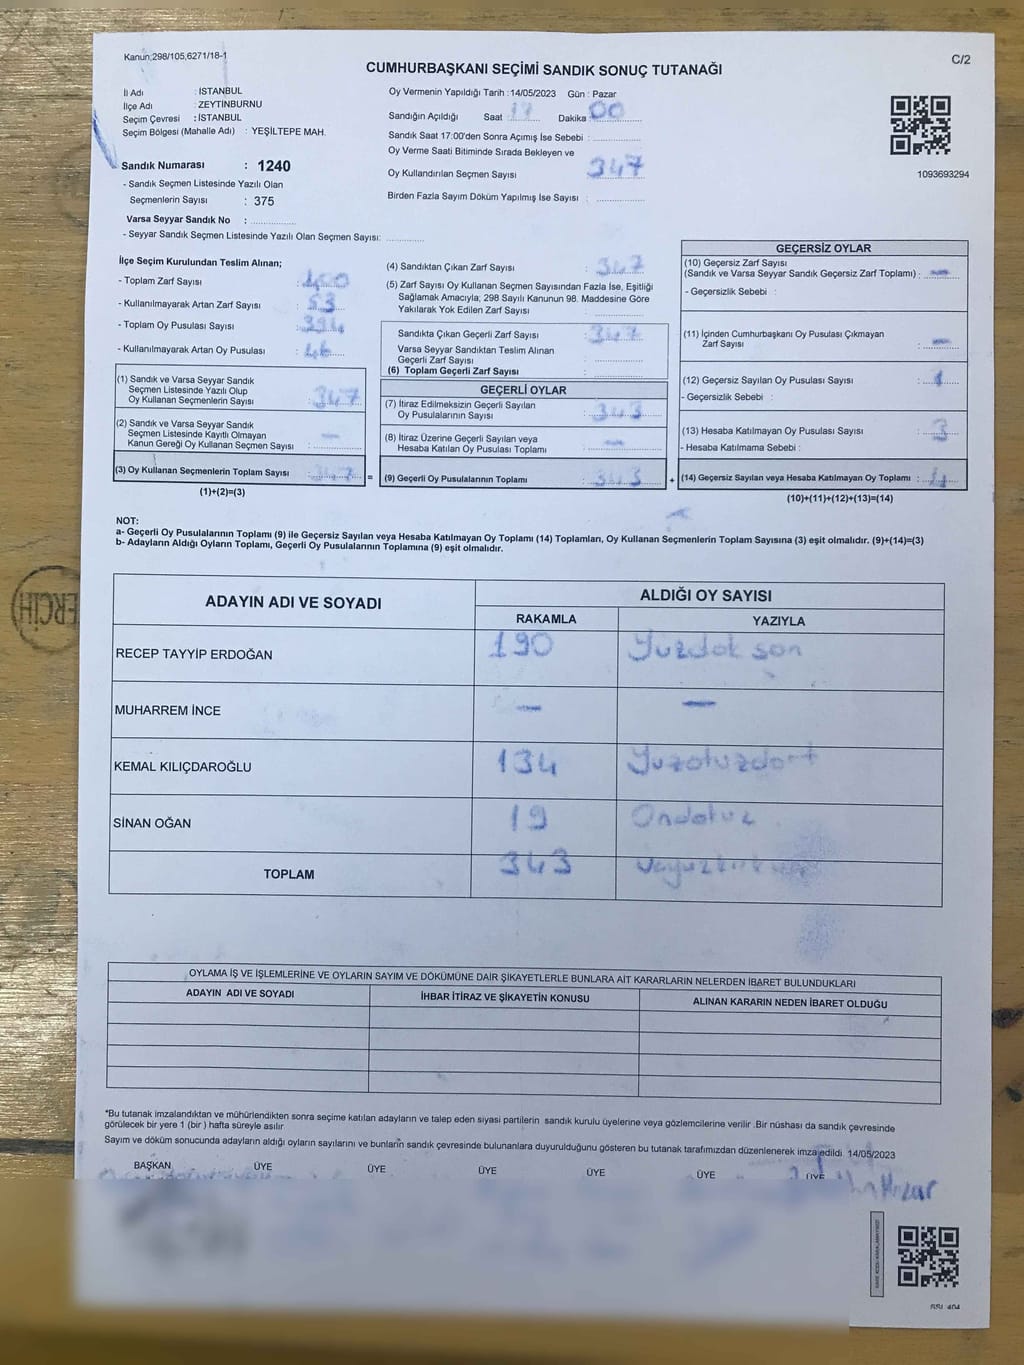 Kanun;298/105,6271/18-1
C/2
CUMHURBAŞKANI SEÇİMİ SANDIK SONUÇ TUTANAĞI
İl Adı : İSTANBUL
İlçe Adı : ZEYTİNBURNU
Seçim Çevresi : İSTANBUL
Seçim Bölgesi (Mahalle Adı) : YEŞİLTEPE MAH.
Sandık Numarası : 1240
- Sandık Seçmen Listesinde Yazılı Olan
Seçmenlerin Sayısı : 375
Varsa Seyyar Sandık No :
- Seyyar Sandık Seçmen Listesinde Yazılı Olan Seçmen Sayısı:
Oy Vermenin Yapıldığı Tarih :14/05/2023 Gün : Pazar
Sandığın Açıldığı Saat : 17 Dakika 00
Sandık Saat 17:00'den Sonra Açımış İse Sebebi :
Oy Verme Saati Bitiminde Sırada Bekleyen ve
Oy Kullandırılan Seçmen Sayısı : 347
Birden Fazla Sayım Döküm Yapılmış İse Sayısı :
1093693294
İlçe Seçim Kurulundan Teslim Alınan;
- Toplam Zarf Sayısı : 400
- Kullanılmayarak Artan Zarf Sayısı : 53
- Toplam Oy Pusulası Sayısı :
- Kullanılmayarak Artan Oy Pusulası : 46
(1) Sandık ve Varsa Seyyar Sandık
Seçmen Listesinde Yazılı Olup
Oy Kullanan Seçmenlerin Sayısı : 347
(2) Sandık ve Varsa Seyyar Sandık
Seçmen Listesinde Kayıtlı Olmayan
Kanun Gereği Oy Kullanan Seçmen Sayısı : —
(3) Oy Kullanan Seçmenlerin Toplam Sayısı : 347 =
(1)+(2)=(3)
(4) Sandıktan Çıkan Zarf Sayısı : 347
(5) Zarf Sayısı Oy Kullanan Seçmen Sayısından Fazla İse, Eşitliği
Sağlamak Amacıyla; 298 Sayılı Kanunun 98. Maddesine Göre
Yakılarak Yok Edilen Zarf Sayısı :
Sandıkta Çıkan Geçerli Zarf Sayısı : 347
Varsa Seyyar Sandıktan Teslim Alınan
Geçerli Zarf Sayısı :
(6) Toplam Geçerli Zarf Sayısı :
GEÇERLİ OYLAR
(7) İtiraz Edilmeksizin Geçerli Sayılan
Oy Pusulalarının Sayısı : 343
(8) İtiraz Üzerine Geçerli Sayılan veya
Hesaba Katılan Oy Pusulası Toplamı : —
(9) Geçerli Oy Pusulalarının Toplamı : 343 +
GEÇERSİZ OYLAR
(10) Geçersiz Zarf Sayısı
(Sandık ve Varsa Seyyar Sandık Geçersiz Zarf Toplamı) : —
- Geçersizlik Sebebi :
(11) İçinden Cumhurbaşkanı Oy Pusulası Çıkmayan
Zarf Sayısı : —
(12) Geçersiz Sayılan Oy Pusulası Sayısı : 1
- Geçersizlik Sebebi :
(13) Hesaba Katılmayan Oy Pusulası Sayısı : 3
- Hesaba Katılmama Sebebi :
(14) Geçersiz Sayılan veya Hesaba Katılmayan Oy Toplamı : 4
(10)+(11)+(12)+(13)=(14)
NOT:
a- Geçerli Oy Pusulalarının Toplamı (9) ile Geçersiz Sayılan veya Hesaba Katılmayan Oy Toplamı (14) Toplamları, Oy Kullanan Seçmenlerin Toplam Sayısına (3) eşit olmalıdır. (9)+(14)=(3)
b- Adayların Aldığı Oyların Toplamı, Geçerli Oy Pusulalarının Toplamına (9) eşit olmalıdır.
ADAYIN ADI VE SOYADI ALDIĞI OY SAYISI
RAKAMLA YAZIYLA
RECEP TAYYİP ERDOĞAN 190 Yüzdok son
MUHARREM İNCE — —
KEMAL KILIÇDAROĞLU 134 Yüzotuzdört
SİNAN OĞAN 19 Ondokuz
TOPLAM 343
OYLAMA İŞ VE İŞLEMLERİNE VE OYLARIN SAYIM VE DÖKÜMÜNE DAİR ŞİKAYETLERLE BUNLARA AİT KARARLARIN NELERDEN İBARET BULUNDUKLARI
ADAYIN ADI VE SOYADI İHBAR İTİRAZ VE ŞİKAYETİN KONUSU ALINAN KARARIN NEDEN İBARET OLDUĞU
*Bu tutanak imzalandıktan ve mühürlendikten sonra seçime katılan adayların ve talep eden siyasi partilerin sandık kurulu üyelerine veya gözlemcilerine verilir .Bir nüshası da sandık çevresinde
görülecek bir yere 1 (bir ) hafta süreyle asılır
Sayım ve döküm sonucunda adayların aldığı oyların sayılarını ve bunların sandık çevresinde bulunanlara duyurulduğunu gösteren bu tutanak tarafımızdan düzenlenerek imza edildi. 14/05/2023
BAŞKAN ÜYE ÜYE ÜYE ÜYE ÜYE ÜYE